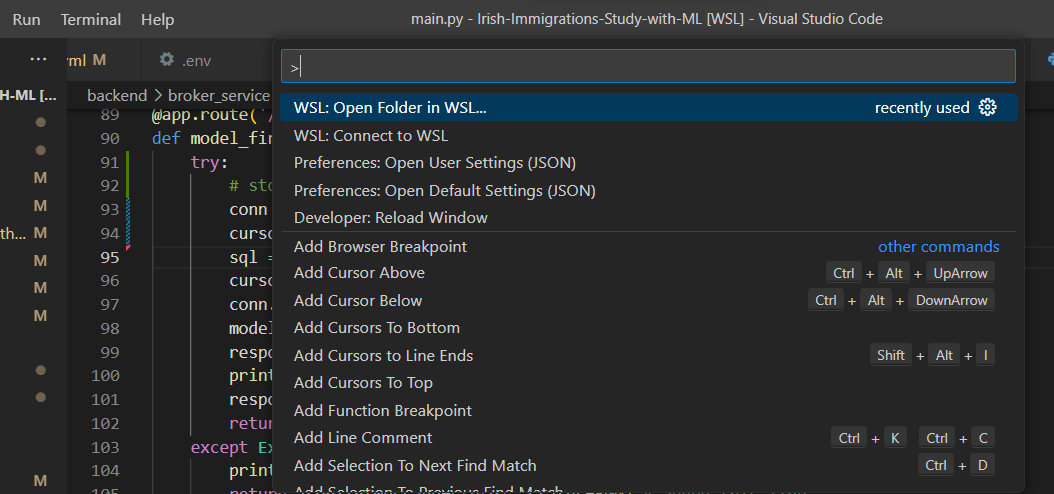 Run Terminal Help main.py - Irish-Immigrations-Study-with-ML [WSL] - Visual Studio Code
··· yml M .env
>
H-ML [... backend > broker_service
WSL: Open Folder in WSL... recently used
WSL: Connect to WSL
Preferences: Open User Settings (JSON)
Preferences: Open Default Settings (JSON)
Developer: Reload Window
Add Browser Breakpoint other commands
Add Cursor Above Ctrl + Alt + UpArrow
Add Cursor Below Ctrl + Alt + DownArrow
Add Cursors To Bottom
Add Cursors to Line Ends Shift + Alt + I
Add Cursors To Top
Add Function Breakpoint
Add Line Comment Ctrl + K Ctrl + C
Add Selection To Next Find Match Ctrl + D
Add Selection To Previous Find Match
89 @app.route('/
90 def model_fin
91 try:
M 92 # sto
M 93 conn
th... M 94 curso
M 95 sql =
M 96 curso
M 97 conn.
98 model
99 respo
100 print
101 respo
102 retur
103 except Ex
M 104 print
105